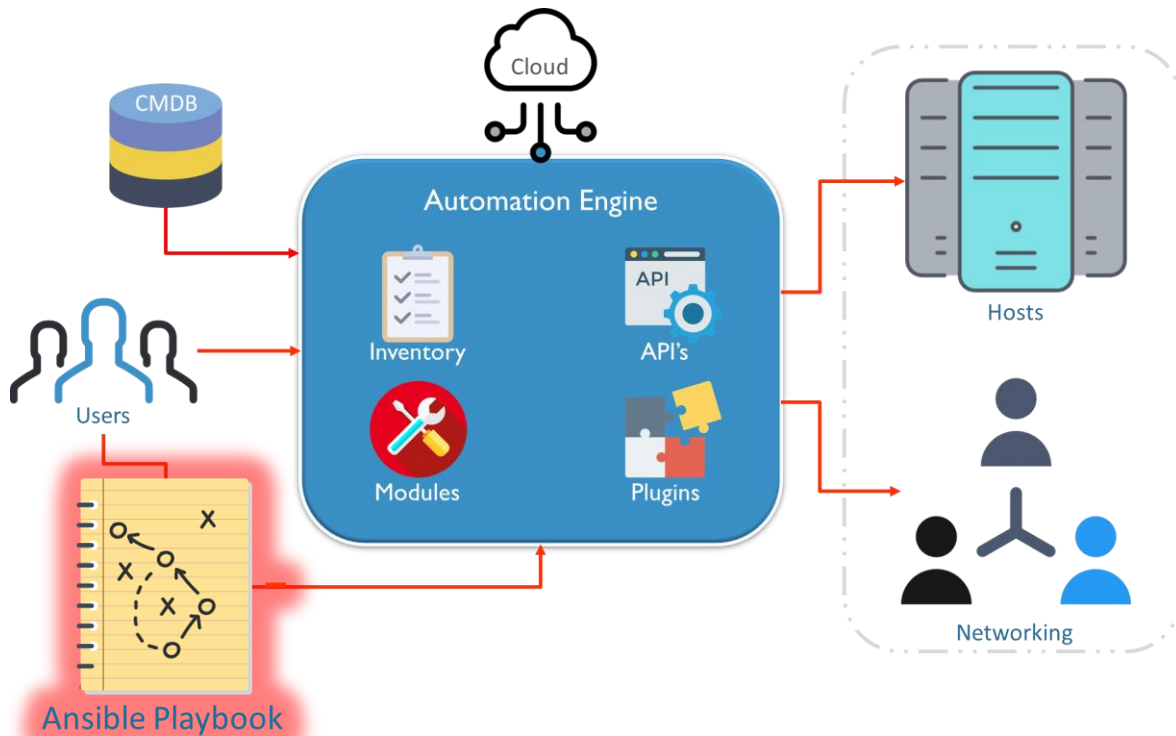 Cloud
CMDB
Automation Engine
API
Inventory
API's
Modules
Plugins
Users
Ansible Playbook
Hosts
Networking